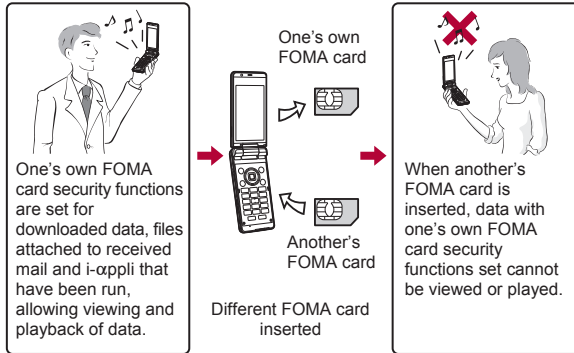 One's own FOMA
card security functions
are set for
downloaded data, files
attached to received
mail and i-αppli that
have been run,
allowing viewing and
playback of data.
One's own
FOMA card
Another's
FOMA card
Different FOMA card
inserted
When another's
FOMA card is
inserted, data with
one's own FOMA
card security
functions set cannot
be viewed or played.